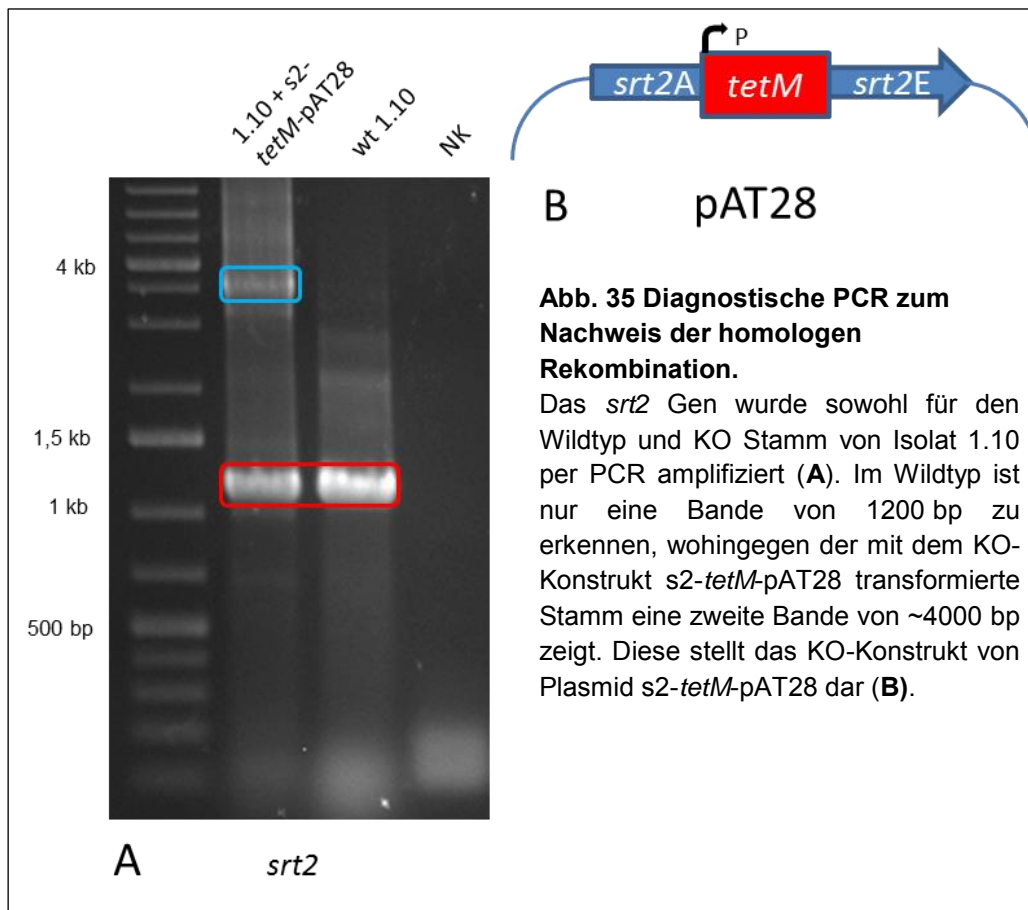 1.10 + s2-
tetM-pAT28
wt 1.10
NK
4 kb
1,5 kb
1 kb
500 bp
A
srt2
P
srt2A
tetM
srt2E
B
pAT28
Abb. 35 Diagnostische PCR zum
Nachweis der homologen
Rekombination.
Das srt2 Gen wurde sowohl für den
Wildtyp und KO Stamm von Isolat 1.10
per PCR amplifiziert (A). Im Wildtyp ist
nur eine Bande von 1200 bp zu
erkennen, wohingegen der mit dem KO-
Konstrukt s2-tetM-pAT28 transformierte
Stamm eine zweite Bande von ~4000 bp
zeigt. Diese stellt das KO-Konstrukt von
Plasmid s2-tetM-pAT28 dar (B).